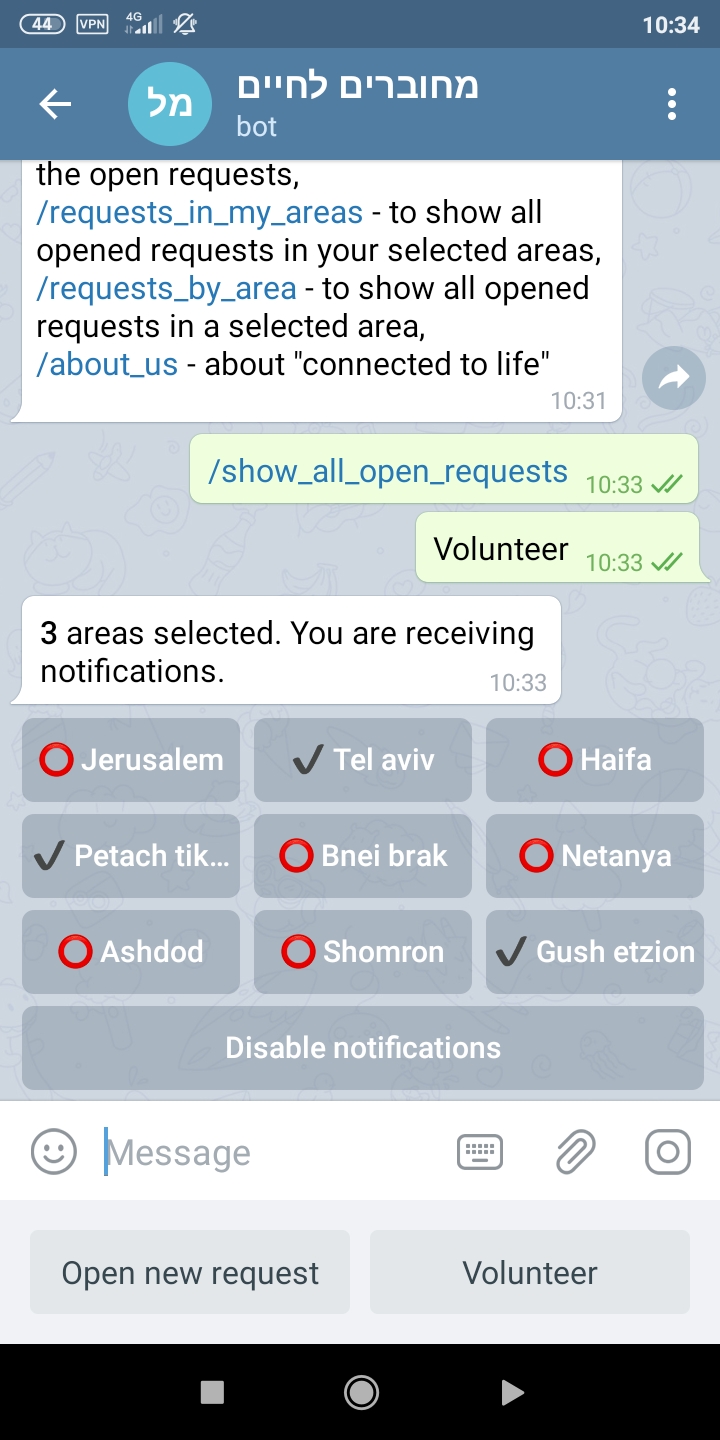 44 VPN 4G 10:34
מחוברים לחיים
מל
bot
the open requests,
/requests_in_my_areas - to show all
opened requests in your selected areas,
/requests_by_area - to show all opened
requests in a selected area,
/about_us - about "connected to life"
10:31
/show_all_open_requests 10:33
Volunteer 10:33
3 areas selected. You are receiving
notifications.
10:33
Jerusalem
Tel aviv
Haifa
Petach tik...
Bnei brak
Netanya
Ashdod
Shomron
Gush etzion
Disable notifications
Message
Open new request
Volunteer